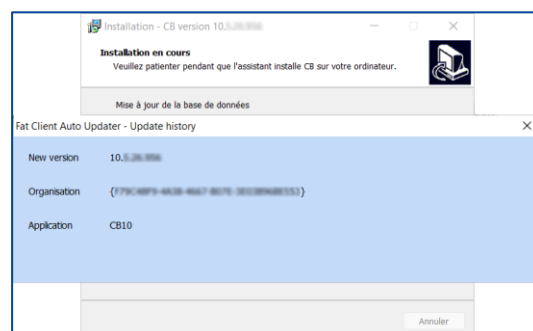 Installation - CB version 10.
Installation en cours
Veuillez patienter pendant que l'assistant installe CB sur votre ordinateur.
Mise à jour de la base de données
Fat Client Auto Updater - Update history
New version 10.
Organisation { }
Application CB10
Annuler